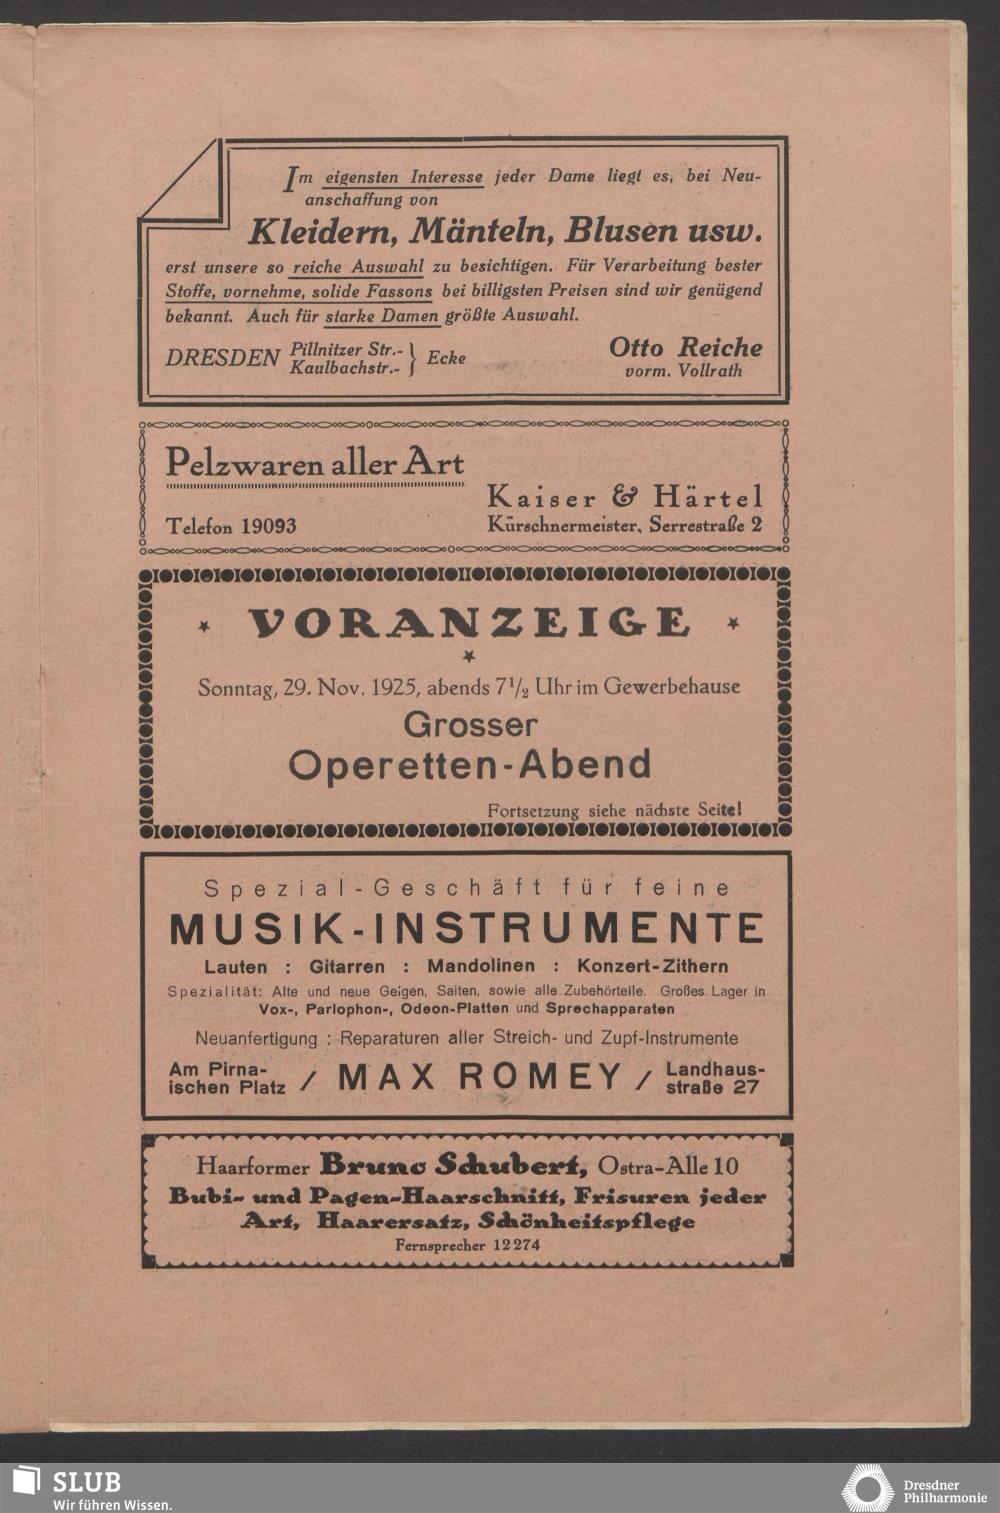 Im eigensten Interesse jeder Dame liegt es, bei Neu-
anschaffung von
Kleidern, Mänteln, Blusen usw.
erst unsere so reiche Auswahl zu besichtigen. Für Verarbeitung bester
Stoffe, vornehme, solide Fassons bei billigsten Preisen sind wir genügend
bekannt. Auch für starke Damen größte Auswahl.
DRESDEN Pillnitzer Str.-
Kaulbachstr.- } Ecke
Otto Reiche
vorm. Vollrath
Pelzwaren aller Art
Telefon 19093
Kaiser & Härtel
Kürschnermeister, Serrestraße 2
VORANZEIGE
Sonntag, 29. Nov. 1925, abends 7½ Uhr im Gewerbehause
Grosser
Operetten-Abend
Fortsetzung siehe nächste Seite!
Spezial-Geschäft für feine
MUSIK-INSTRUMENTE
Lauten : Gitarren : Mandolinen : Konzert-Zithern
Spezialität: Alte und neue Geigen, Saiten, sowie alle Zubehörteile. Großes Lager in
Vox-, Parlophon-, Odeon-Platten und Sprechapparaten
Neuanfertigung : Reparaturen aller Streich- und Zupf-Instrumente
Am Pirna-
ischen Platz / MAX ROMEY / Landhaus-
straße 27
Haarformer Bruno Schubert, Ostra-Alle 10
Bubi- und Pagen-Haarschnitt, Frisuren jeder
Art, Haarersatz, Schönheitspflege
Fernsprecher 12274
SLUB
Wir führen Wissen.
Dresdner
Philharmonie